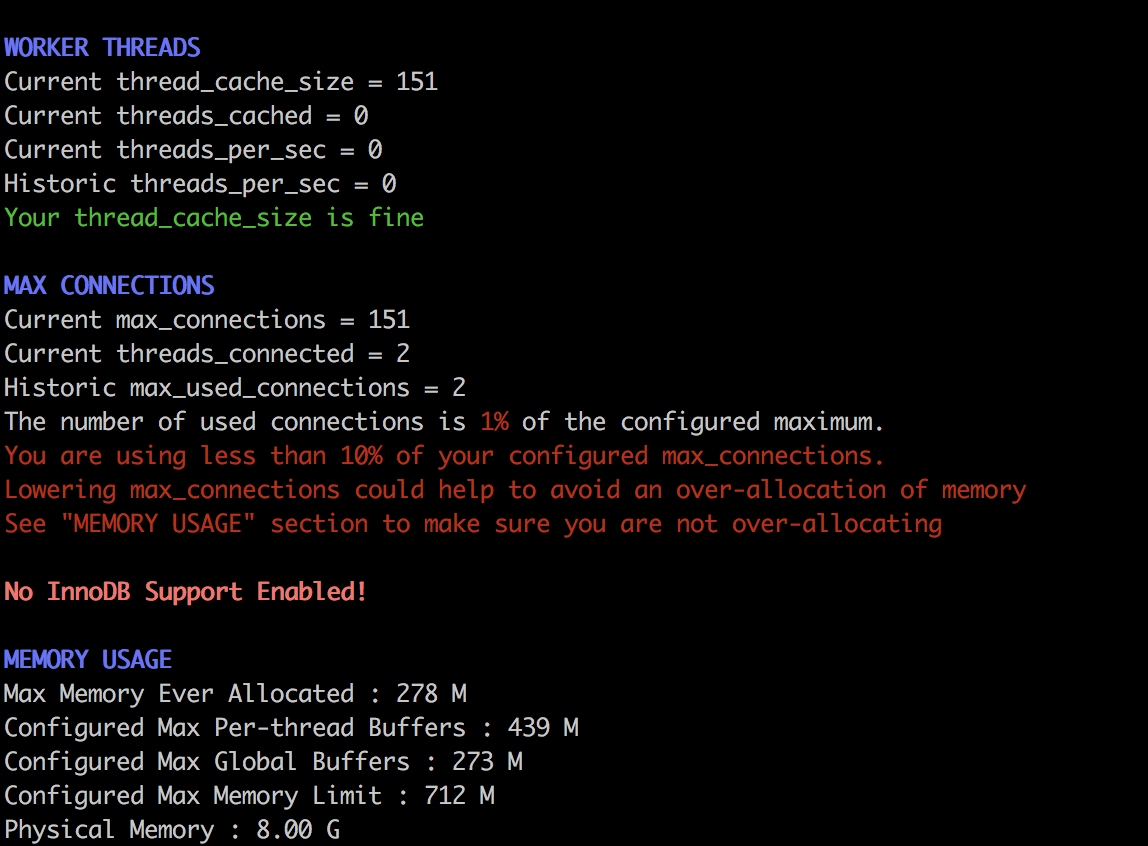 WORKER THREADS
Current thread_cache_size = 151
Current threads_cached = 0
Current threads_per_sec = 0
Historic threads_per_sec = 0
Your thread_cache_size is fine
MAX CONNECTIONS
Current max_connections = 151
Current threads_connected = 2
Historic max_used_connections = 2
The number of used connections is 1% of the configured maximum.
You are using less than 10% of your configured max_connections.
Lowering max_connections could help to avoid an over-allocation of memory
See "MEMORY USAGE" section to make sure you are not over-allocating
No InnoDB Support Enabled!
MEMORY USAGE
Max Memory Ever Allocated : 278 M
Configured Max Per-thread Buffers : 439 M
Configured Max Global Buffers : 273 M
Configured Max Memory Limit : 712 M
Physical Memory : 8.00 G